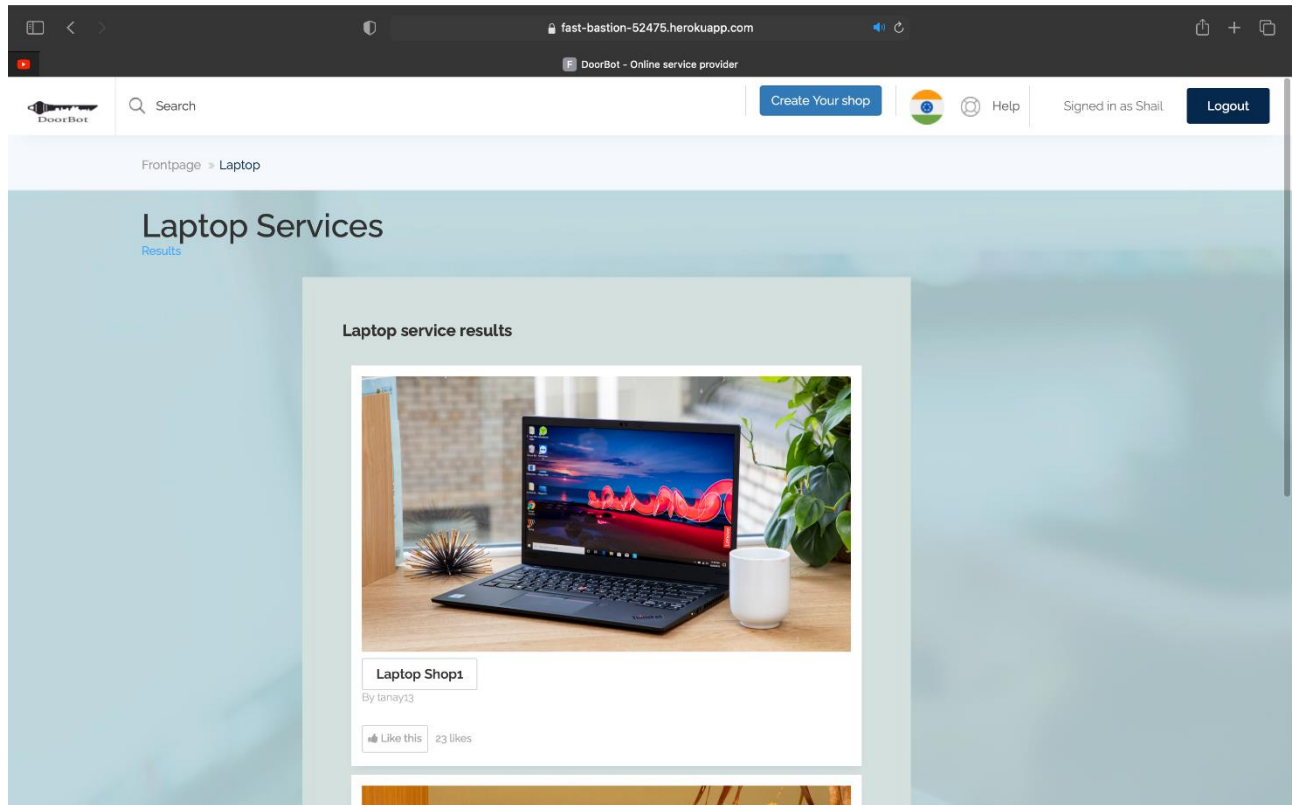 fast-bastion-52475.herokuapp.com
F DoorBot - Online service provider
DoorBot
Search
Create Your shop
Help
Signed in as Shail
Logout
Frontpage » Laptop
Laptop Services
Results
Laptop service results
Laptop Shop1
By tanay13
Like this 23 likes